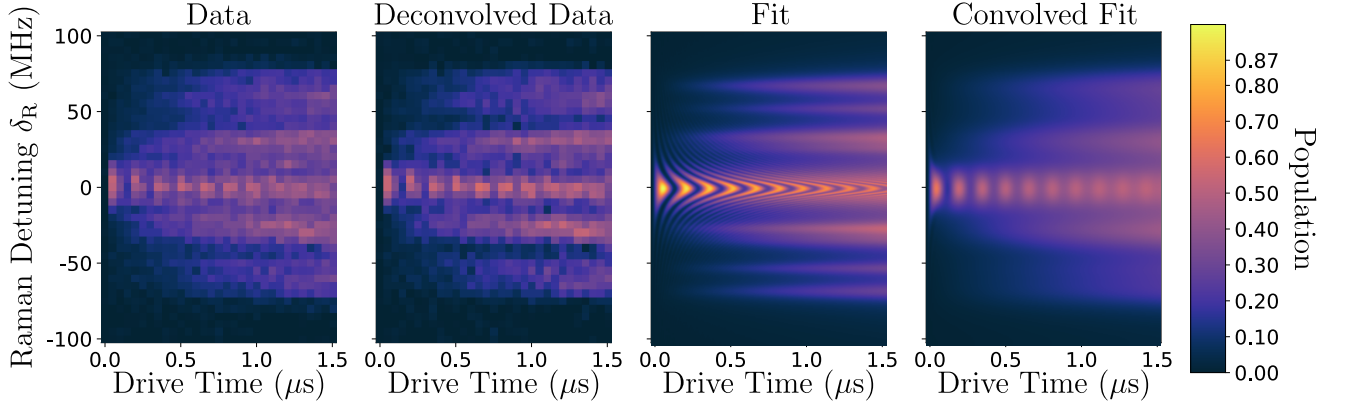 Data
Deconvolved Data
Fit
Convolved Fit
Raman Detuning δR (MHz)
100
50
0
-50
-100
0.0 0.5 1.0 1.5
0.0 0.5 1.0 1.5
0.0 0.5 1.0 1.5
0.0 0.5 1.0 1.5
Drive Time (μs)
Drive Time (μs)
Drive Time (μs)
Drive Time (μs)
0.87
0.80
0.70
0.60
0.50
0.40
0.30
0.20
0.10
0.00
Population